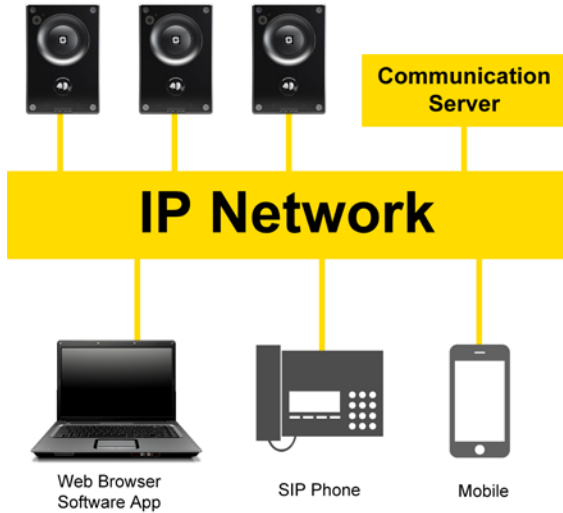 Communication
Server
IP Network
Web Browser
Software App
SIP Phone
Mobile